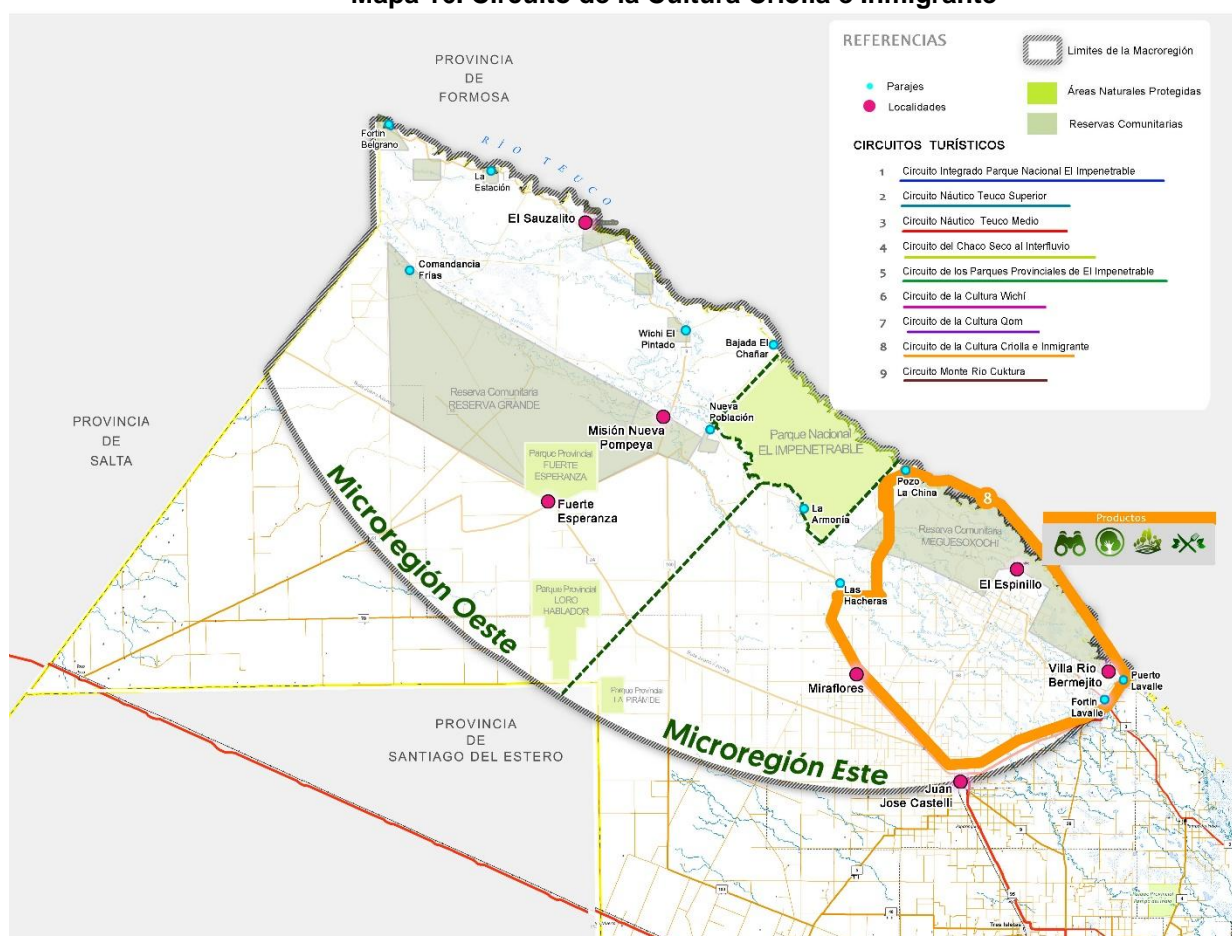 Mapa 10. Circuito de la Cultura Criolla e Inmigrante
REFERENCIAS
Parajes
Localidades
Limites de la Macroregión
Áreas Naturales Protegidas
Reservas Comunitarias
CIRCUITOS TURÍSTICOS
1 Circuito Integrado Parque Nacional El Impenetrable
2 Circuito Náutico Teuco Superior
3 Circuito Náutico Teuco Medio
4 Circuito del Chaco Seco al Interfluvio
5 Circuito de los Parques Provinciales de El Impenetrable
6 Circuito de la Cultura Wichí
7 Circuito de la Cultura Qom
8 Circuito de la Cultura Criolla e Inmigrante
9 Circuito Monte Rio Cuktura
PROVINCIA
DE
FORMOSA
Fortin
Belgrano
RÍO TEUCO
La
Estación
El Sauzalito
Comandancia
Frias
Wichi El
Pintado
Bajada El
Chañar
PROVINCIA
DE
SALTA
Reserva Comunitaria
RESERVA GRANDE
Misión Nueva
Pompeya
Nueva
Población
Parque Nacional
EL IMPENETRABLE
Parque Provincial
FUERTE
ESPERANZA
Fuerte
Esperanza
La
Armonía
Pozo
La China
8
Productos
Reserva Comunitaria
MEGUESOXOCHI
El Espinillo
Las
Hacheras
Parque Provincial
LORO
HABLADOR
Microregión Oeste
Miraflores
Villa Rio
Bermejito
Puerto
Lavalle
Fortin
Lavalle
Parque Provincial
LA PIRAMIDE
PROVINCIA
DE
SANTIAGO DEL ESTERO
Microregión Este
Juan
Jose Castelli
Tres Isletas